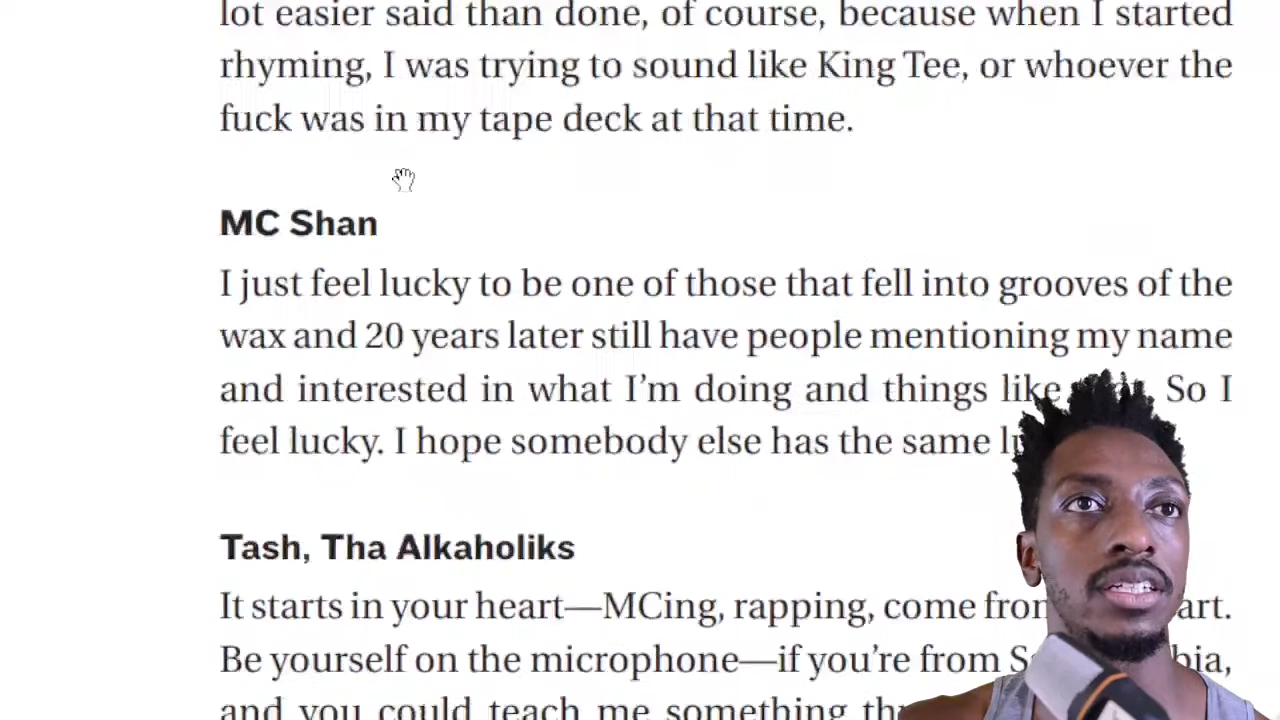 lot easier said than done, of course, because when I started
rhyming, I was trying to sound like King Tee, or whoever the
fuck was in my tape deck at that time.
MC Shan
I just feel lucky to be one of those that fell into grooves of the
wax and 20 years later still have people mentioning my name
and interested in what I'm doing and things like So I
feel lucky. I hope somebody else has the same
Tash, Tha Alkaholiks
It starts in your heart—MCing, rapping, come
Be yourself on the microphone—if you're from
and you could teach me something